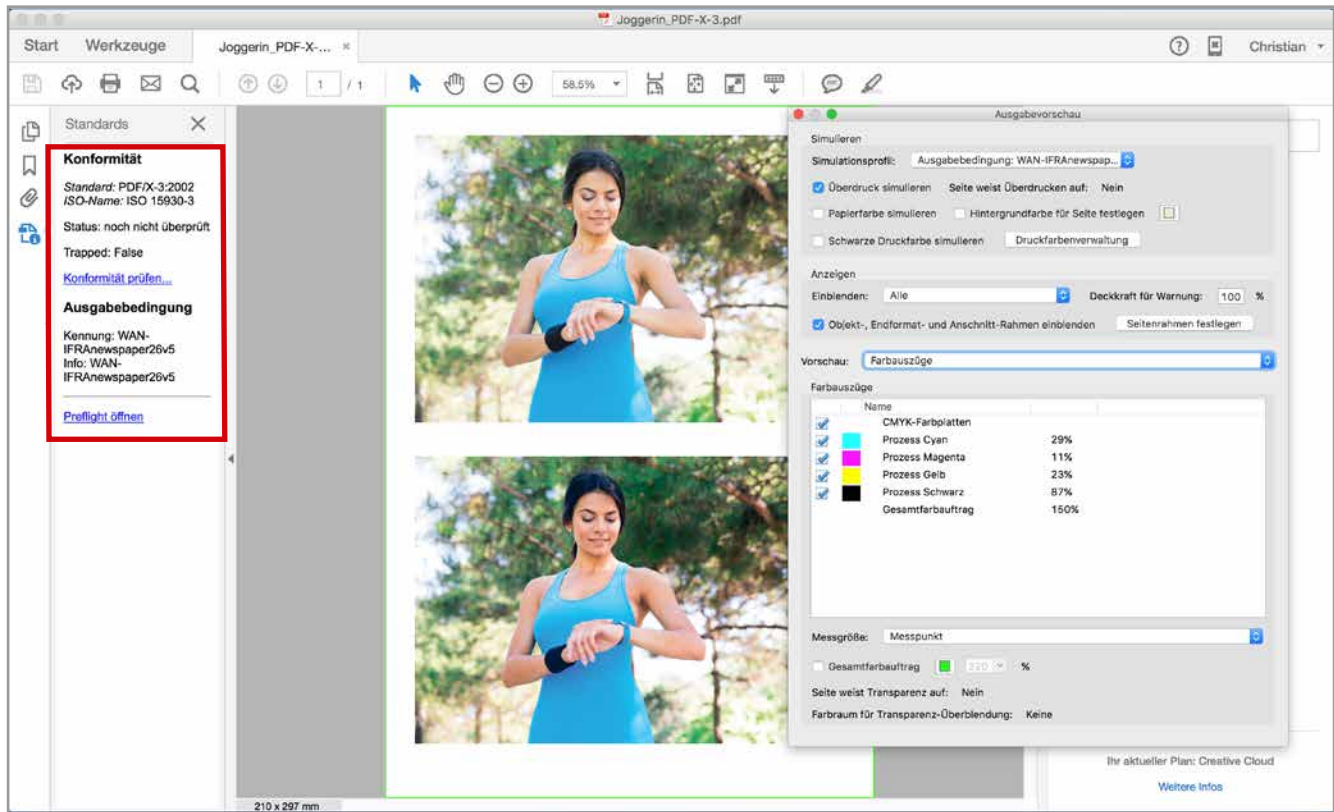 Joggerin_PDF-X-3.pdf
Start Werkzeuge Joggerin_PDF-X-... × Christian
1 / 1 58,5%
Standards
Konformität
Standard: PDF/X-3:2002
ISO-Name: ISO 15930-3
Status: noch nicht überprüft
Trapped: False
Konformität prüfen...
Ausgabebedingung
Kennung: WAN-
IFRAnewspaper26v5
Info: WAN-
IFRAnewspaper26v5
Preflight öffnen
210 x 297 mm
Ausgabevorschau
Simulieren
Simulationsprofil: Ausgabebedingung: WAN-IFRAnewspap...
Überdruck simulieren Seite weist Überdrucken auf: Nein
Papierfarbe simulieren Hintergrundfarbe für Seite festlegen
Schwarze Druckfarbe simulieren Druckfarbenverwaltung
Anzeigen
Einblenden: Alle Deckkraft für Warnung: 100 %
Objekt-, Endformat- und Anschnitt-Rahmen einblenden Seitenrahmen festlegen
Vorschau: Farbauszüge
Farbauszüge
Name
CMYK-Farbplatten
Prozess Cyan 29%
Prozess Magenta 11%
Prozess Gelb 23%
Prozess Schwarz 87%
Gesamtfarbauftrag 150%
Messgröße: Messpunkt
Gesamtfarbauftrag 320 %
Seite weist Transparenz auf: Nein
Farbraum für Transparenz-Überblendung: Keine
Ihr aktueller Plan: Creative Cloud
Weitere Infos